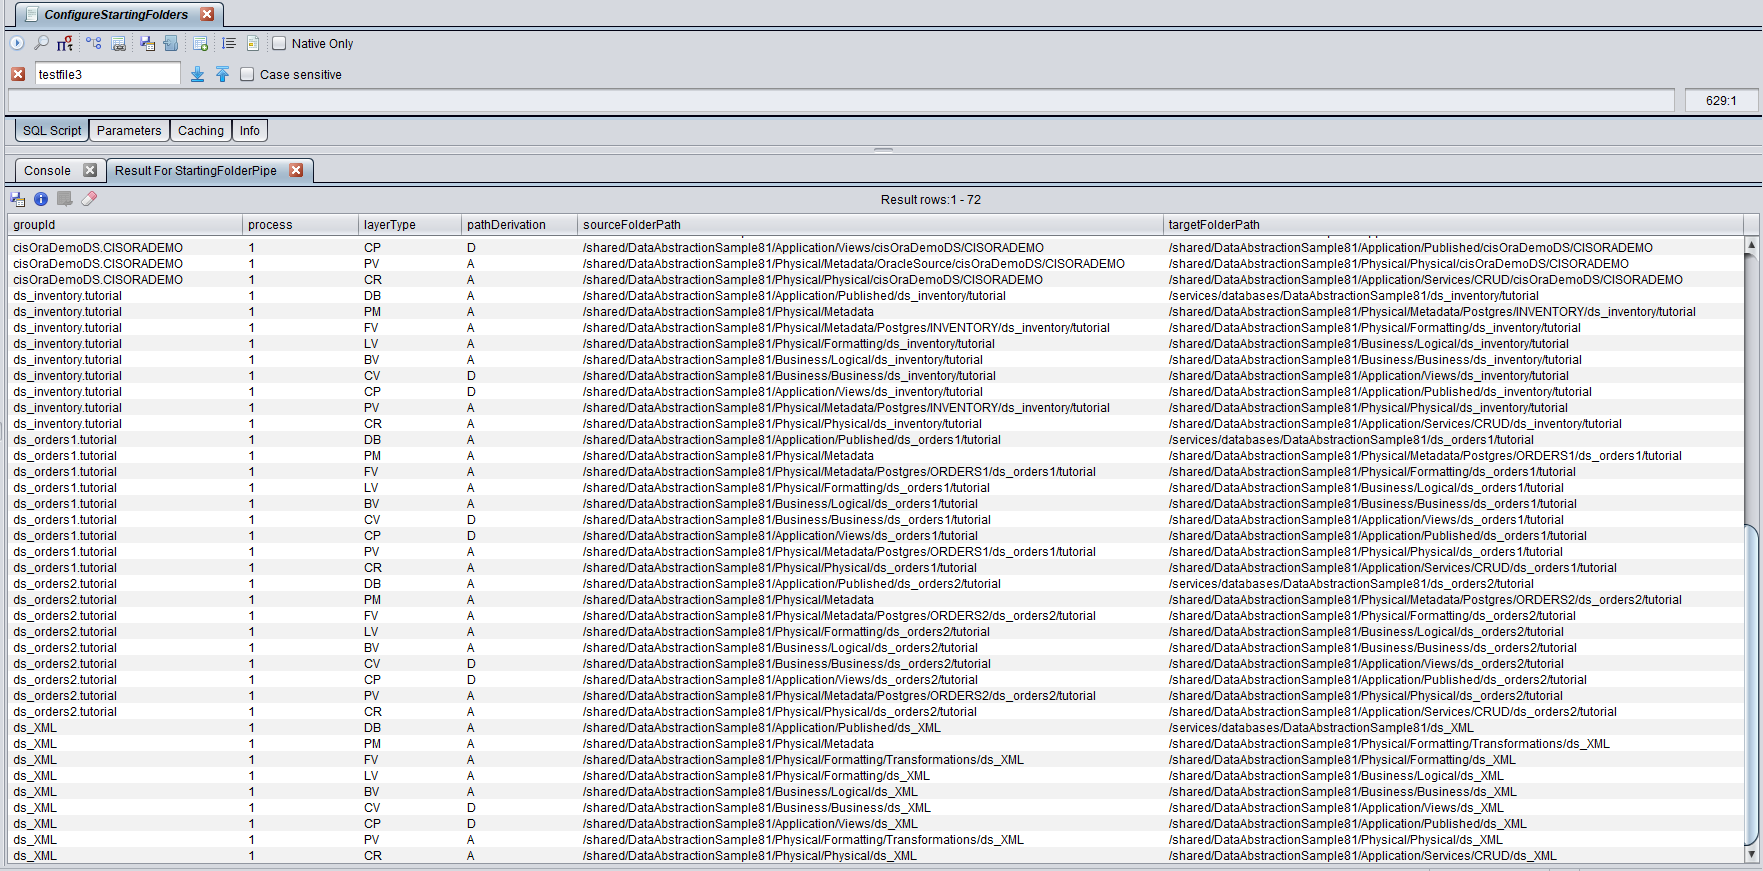 ConfigureStartingFolders
Native Only
testfile3 Case sensitive
629:1
SQL Script Parameters Caching Info
Console Result For StartingFolderPipe
Result rows:1 - 72
groupId process layerType pathDerivation sourceFolderPath targetFolderPath
cisOraDemoDS.CISORADEMO 1 CP D /shared/DataAbstractionSample81/Application/Views/cisOraDemoDS/CISORADEMO /shared/DataAbstractionSample81/Application/Published/cisOraDemoDS/CISORADEMO
cisOraDemoDS.CISORADEMO 1 PV A /shared/DataAbstractionSample81/Physical/Metadata/OracleSource/cisOraDemoDS/CISORADEMO /shared/DataAbstractionSample81/Physical/Physical/cisOraDemoDS/CISORADEMO
cisOraDemoDS.CISORADEMO 1 CR A /shared/DataAbstractionSample81/Physical/Physical/cisOraDemoDS/CISORADEMO /shared/DataAbstractionSample81/Application/Services/CRUD/cisOraDemoDS/CISORADEMO
ds_inventory.tutorial 1 DB A /shared/DataAbstractionSample81/Application/Published/ds_inventory/tutorial /services/databases/DataAbstractionSample81/ds_inventory/tutorial
ds_inventory.tutorial 1 PM A /shared/DataAbstractionSample81/Physical/Metadata /shared/DataAbstractionSample81/Physical/Metadata/Postgres/INVENTORY/ds_inventory/tutorial
ds_inventory.tutorial 1 FV A /shared/DataAbstractionSample81/Physical/Metadata/Postgres/INVENTORY/ds_inventory/tutorial /shared/DataAbstractionSample81/Physical/Formatting/ds_inventory/tutorial
ds_inventory.tutorial 1 LV A /shared/DataAbstractionSample81/Physical/Formatting/ds_inventory/tutorial /shared/DataAbstractionSample81/Business/Logical/ds_inventory/tutorial
ds_inventory.tutorial 1 BV A /shared/DataAbstractionSample81/Business/Logical/ds_inventory/tutorial /shared/DataAbstractionSample81/Business/Business/ds_inventory/tutorial
ds_inventory.tutorial 1 CV D /shared/DataAbstractionSample81/Business/Business/ds_inventory/tutorial /shared/DataAbstractionSample81/Application/Views/ds_inventory/tutorial
ds_inventory.tutorial 1 CP D /shared/DataAbstractionSample81/Application/Views/ds_inventory/tutorial /shared/DataAbstractionSample81/Application/Published/ds_inventory/tutorial
ds_inventory.tutorial 1 PV A /shared/DataAbstractionSample81/Physical/Metadata/Postgres/INVENTORY/ds_inventory/tutorial /shared/DataAbstractionSample81/Physical/Physical/ds_inventory/tutorial
ds_inventory.tutorial 1 CR A /shared/DataAbstractionSample81/Physical/Physical/ds_inventory/tutorial /shared/DataAbstractionSample81/Application/Services/CRUD/ds_inventory/tutorial
ds_orders1.tutorial 1 DB A /shared/DataAbstractionSample81/Application/Published/ds_orders1/tutorial /services/databases/DataAbstractionSample81/ds_orders1/tutorial
ds_orders1.tutorial 1 PM A /shared/DataAbstractionSample81/Physical/Metadata /shared/DataAbstractionSample81/Physical/Metadata/Postgres/ORDERS1/ds_orders1/tutorial
ds_orders1.tutorial 1 FV A /shared/DataAbstractionSample81/Physical/Metadata/Postgres/ORDERS1/ds_orders1/tutorial /shared/DataAbstractionSample81/Physical/Formatting/ds_orders1/tutorial
ds_orders1.tutorial 1 LV A /shared/DataAbstractionSample81/Physical/Formatting/ds_orders1/tutorial /shared/DataAbstractionSample81/Business/Logical/ds_orders1/tutorial
ds_orders1.tutorial 1 BV A /shared/DataAbstractionSample81/Business/Logical/ds_orders1/tutorial /shared/DataAbstractionSample81/Business/Business/ds_orders1/tutorial
ds_orders1.tutorial 1 CV D /shared/DataAbstractionSample81/Business/Business/ds_orders1/tutorial /shared/DataAbstractionSample81/Application/Views/ds_orders1/tutorial
ds_orders1.tutorial 1 CP D /shared/DataAbstractionSample81/Application/Views/ds_orders1/tutorial /shared/DataAbstractionSample81/Application/Published/ds_orders1/tutorial
ds_orders1.tutorial 1 PV A /shared/DataAbstractionSample81/Physical/Metadata/Postgres/ORDERS1/ds_orders1/tutorial /shared/DataAbstractionSample81/Physical/Physical/ds_orders1/tutorial
ds_orders1.tutorial 1 CR A /shared/DataAbstractionSample81/Physical/Physical/ds_orders1/tutorial /shared/DataAbstractionSample81/Application/Services/CRUD/ds_orders1/tutorial
ds_orders2.tutorial 1 DB A /shared/DataAbstractionSample81/Application/Published/ds_orders2/tutorial /services/databases/DataAbstractionSample81/ds_orders2/tutorial
ds_orders2.tutorial 1 PM A /shared/DataAbstractionSample81/Physical/Metadata /shared/DataAbstractionSample81/Physical/Metadata/Postgres/ORDERS2/ds_orders2/tutorial
ds_orders2.tutorial 1 FV A /shared/DataAbstractionSample81/Physical/Metadata/Postgres/ORDERS2/ds_orders2/tutorial /shared/DataAbstractionSample81/Physical/Formatting/ds_orders2/tutorial
ds_orders2.tutorial 1 LV A /shared/DataAbstractionSample81/Physical/Formatting/ds_orders2/tutorial /shared/DataAbstractionSample81/Business/Logical/ds_orders2/tutorial
ds_orders2.tutorial 1 BV A /shared/DataAbstractionSample81/Business/Logical/ds_orders2/tutorial /shared/DataAbstractionSample81/Business/Business/ds_orders2/tutorial
ds_orders2.tutorial 1 CV D /shared/DataAbstractionSample81/Business/Business/ds_orders2/tutorial /shared/DataAbstractionSample81/Application/Views/ds_orders2/tutorial
ds_orders2.tutorial 1 CP D /shared/DataAbstractionSample81/Application/Views/ds_orders2/tutorial /shared/DataAbstractionSample81/Application/Published/ds_orders2/tutorial
ds_orders2.tutorial 1 PV A /shared/DataAbstractionSample81/Physical/Metadata/Postgres/ORDERS2/ds_orders2/tutorial /shared/DataAbstractionSample81/Physical/Physical/ds_orders2/tutorial
ds_orders2.tutorial 1 CR A /shared/DataAbstractionSample81/Physical/Physical/ds_orders2/tutorial /shared/DataAbstractionSample81/Application/Services/CRUD/ds_orders2/tutorial
ds_XML 1 DB A /shared/DataAbstractionSample81/Application/Published/ds_XML /services/databases/DataAbstractionSample81/ds_XML
ds_XML 1 PM A /shared/DataAbstractionSample81/Physical/Metadata /shared/DataAbstractionSample81/Physical/Formatting/Transformations/ds_XML
ds_XML 1 FV A /shared/DataAbstractionSample81/Physical/Formatting/Transformations/ds_XML /shared/DataAbstractionSample81/Physical/Formatting/ds_XML
ds_XML 1 LV A /shared/DataAbstractionSample81/Physical/Formatting/ds_XML /shared/DataAbstractionSample81/Business/Logical/ds_XML
ds_XML 1 BV A /shared/DataAbstractionSample81/Business/Logical/ds_XML /shared/DataAbstractionSample81/Business/Business/ds_XML
ds_XML 1 CV D /shared/DataAbstractionSample81/Business/Business/ds_XML /shared/DataAbstractionSample81/Application/Views/ds_XML
ds_XML 1 CP D /shared/DataAbstractionSample81/Application/Views/ds_XML /shared/DataAbstractionSample81/Application/Published/ds_XML
ds_XML 1 PV A /shared/DataAbstractionSample81/Physical/Formatting/Transformations/ds_XML /shared/DataAbstractionSample81/Physical/Physical/ds_XML
ds_XML 1 CR A /shared/DataAbstractionSample81/Physical/Physical/ds_XML /shared/DataAbstractionSample81/Application/Services/CRUD/ds_XML